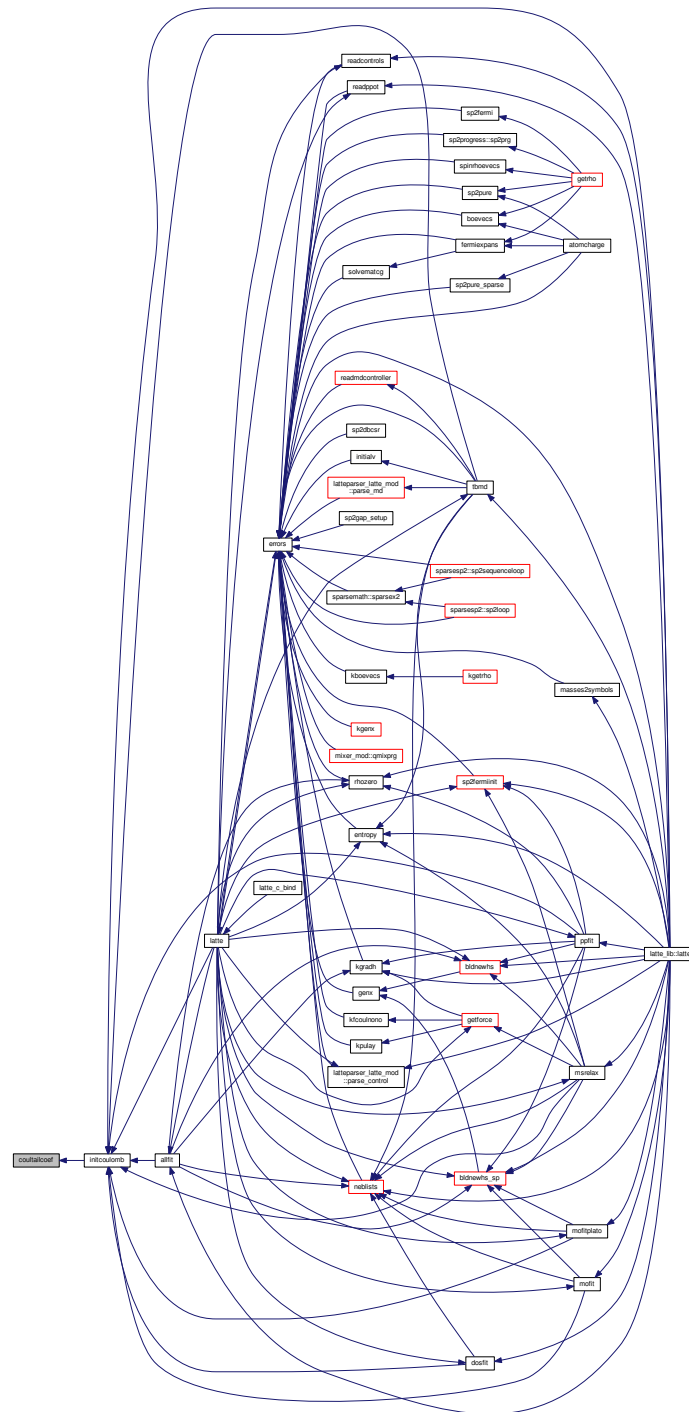 readcontrols
readppot
sp2fermi
sp2progress::sp2prg
spinrhoevecs
getrho
sp2pure
boevecs
fermiexpans
atomcharge
solvematcg
sp2pure_sparse
readmdcontroller
sp2dbcsr
initialv
latteparser_latte_mod
::parse_md
tbmd
sp2gap_setup
errors
sparsesp2::sp2sequenceloop
sparsemath::sparsex2
sparsesp2::sp2loop
kboevecs
kgetrho
masses2symbols
kgenx
mixer_mod::qmixprg
rhozero
sp2fermiinit
entropy
latte_c_bind
latte
ppfit
latte_lib::latte
kgradh
bldnewhs
genx
kfcoulnono
getforce
kpulay
latteparser_latte_mod
::parse_control
msrelax
coultailcoef
initcoulomb
allfit
neblists
bldnewhs_sp
mofitplato
mofit
dosfit